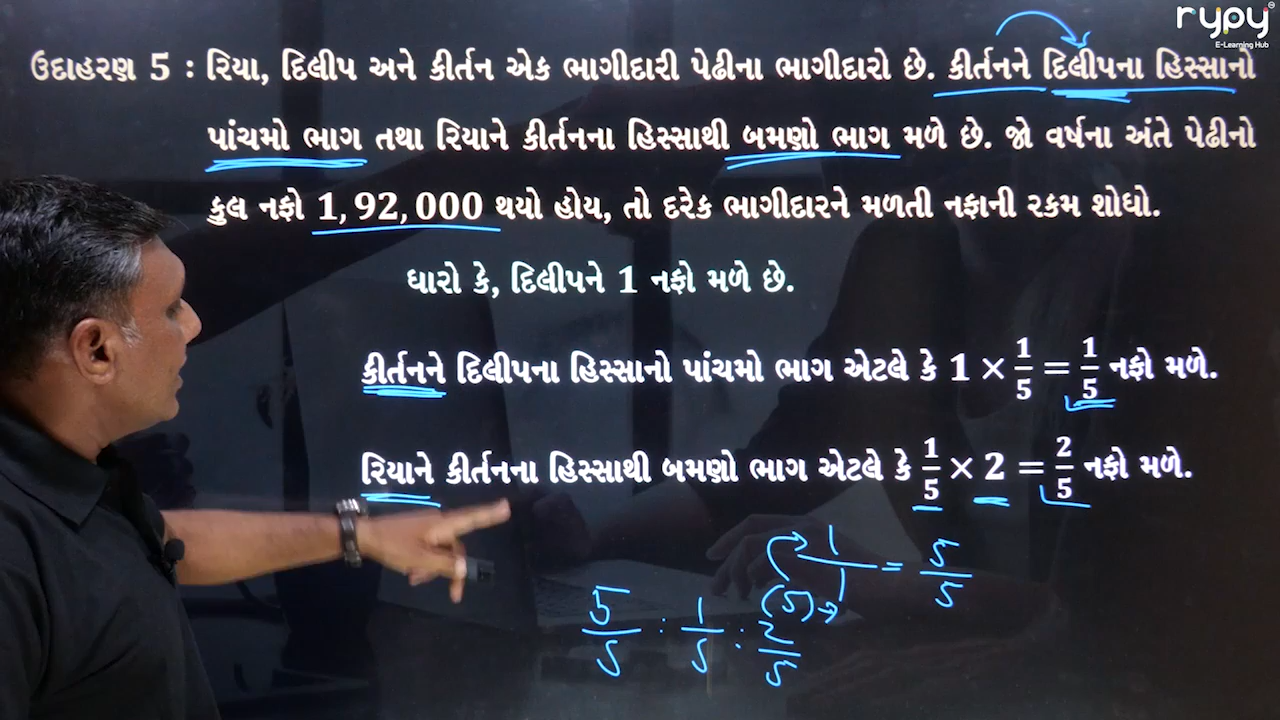 rypy
E-Learning Hub
ઉદાહરણ 5 : રિયા, દિલીપ અને કીર્તન એક ભાગીદારી પેઢીના ભાગીદારો છે. કીર્તનને દિલીપના હિસ્સાનો
પાંચમો ભાગ તથા રિયાને કીર્તનના હિસ્સાથી બમણો ભાગ મળે છે. જો વર્ષના અંતે પેઢીનો
કુલ નફો 1,92,000 થયો હોય, તો દરેક ભાગીદારને મળતી નફાની રકમ શોધો.
ધારો કે, દિલીપને 1 નફો મળે છે.
કીર્તનને દિલીપના હિસ્સાનો પાંચમો ભાગ એટલે કે 1 × 1/5 = 1/5 નફો મળે.
રિયાને કીર્તનના હિસ્સાથી બમણો ભાગ એટલે કે 1/5 × 2 = 2/5 નફો મળે.
(5) 1/1 = 5/5
5/5 : 1/5 : 2/5